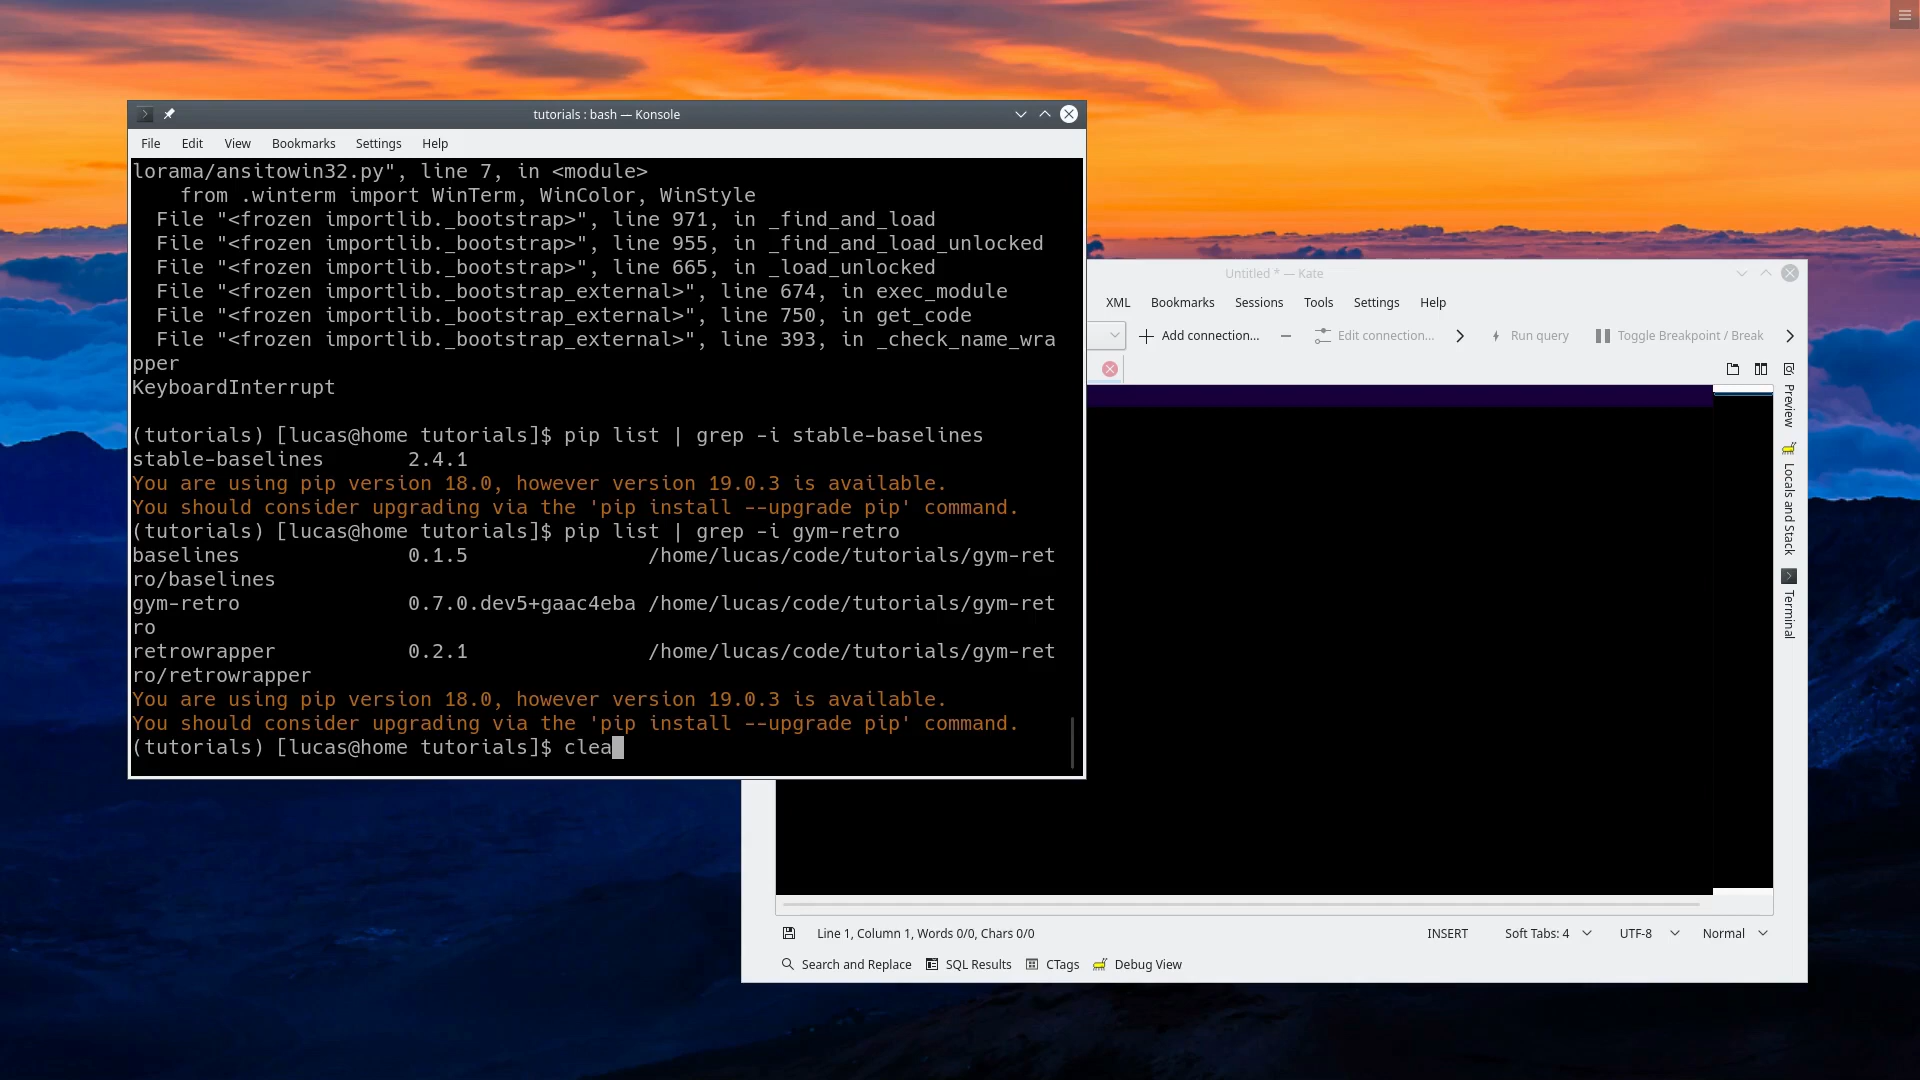 tutorials : bash — Konsole
File Edit View Bookmarks Settings Help
lorama/ansitowin32.py", line 7, in <module>
    from .winterm import WinTerm, WinColor, WinStyle
  File "<frozen importlib._bootstrap>", line 971, in _find_and_load
  File "<frozen importlib._bootstrap>", line 955, in _find_and_load_unlocked
  File "<frozen importlib._bootstrap>", line 665, in _load_unlocked
  File "<frozen importlib._bootstrap_external>", line 674, in exec_module
  File "<frozen importlib._bootstrap_external>", line 750, in get_code
  File "<frozen importlib._bootstrap_external>", line 393, in _check_name_wra
pper
KeyboardInterrupt
(tutorials) [lucas@home tutorials]$ pip list | grep -i stable-baselines
stable-baselines       2.4.1
You are using pip version 18.0, however version 19.0.3 is available.
You should consider upgrading via the 'pip install --upgrade pip' command.
(tutorials) [lucas@home tutorials]$ pip list | grep -i gym-retro
baselines              0.1.5               /home/lucas/code/tutorials/gym-ret
ro/baselines
gym-retro              0.7.0.dev5+gaac4eba /home/lucas/code/tutorials/gym-ret
ro
retrowrapper           0.2.1               /home/lucas/code/tutorials/gym-ret
ro/retrowrapper
You are using pip version 18.0, however version 19.0.3 is available.
You should consider upgrading via the 'pip install --upgrade pip' command.
(tutorials) [lucas@home tutorials]$ clea
Untitled * — Kate
XML Bookmarks Sessions Tools Settings Help
Add connection... Edit connection... Run query Toggle Breakpoint / Break
Preview
Locals and Stack
Terminal
Line 1, Column 1, Words 0/0, Chars 0/0 INSERT Soft Tabs: 4 UTF-8 Normal
Search and Replace SQL Results CTags Debug View